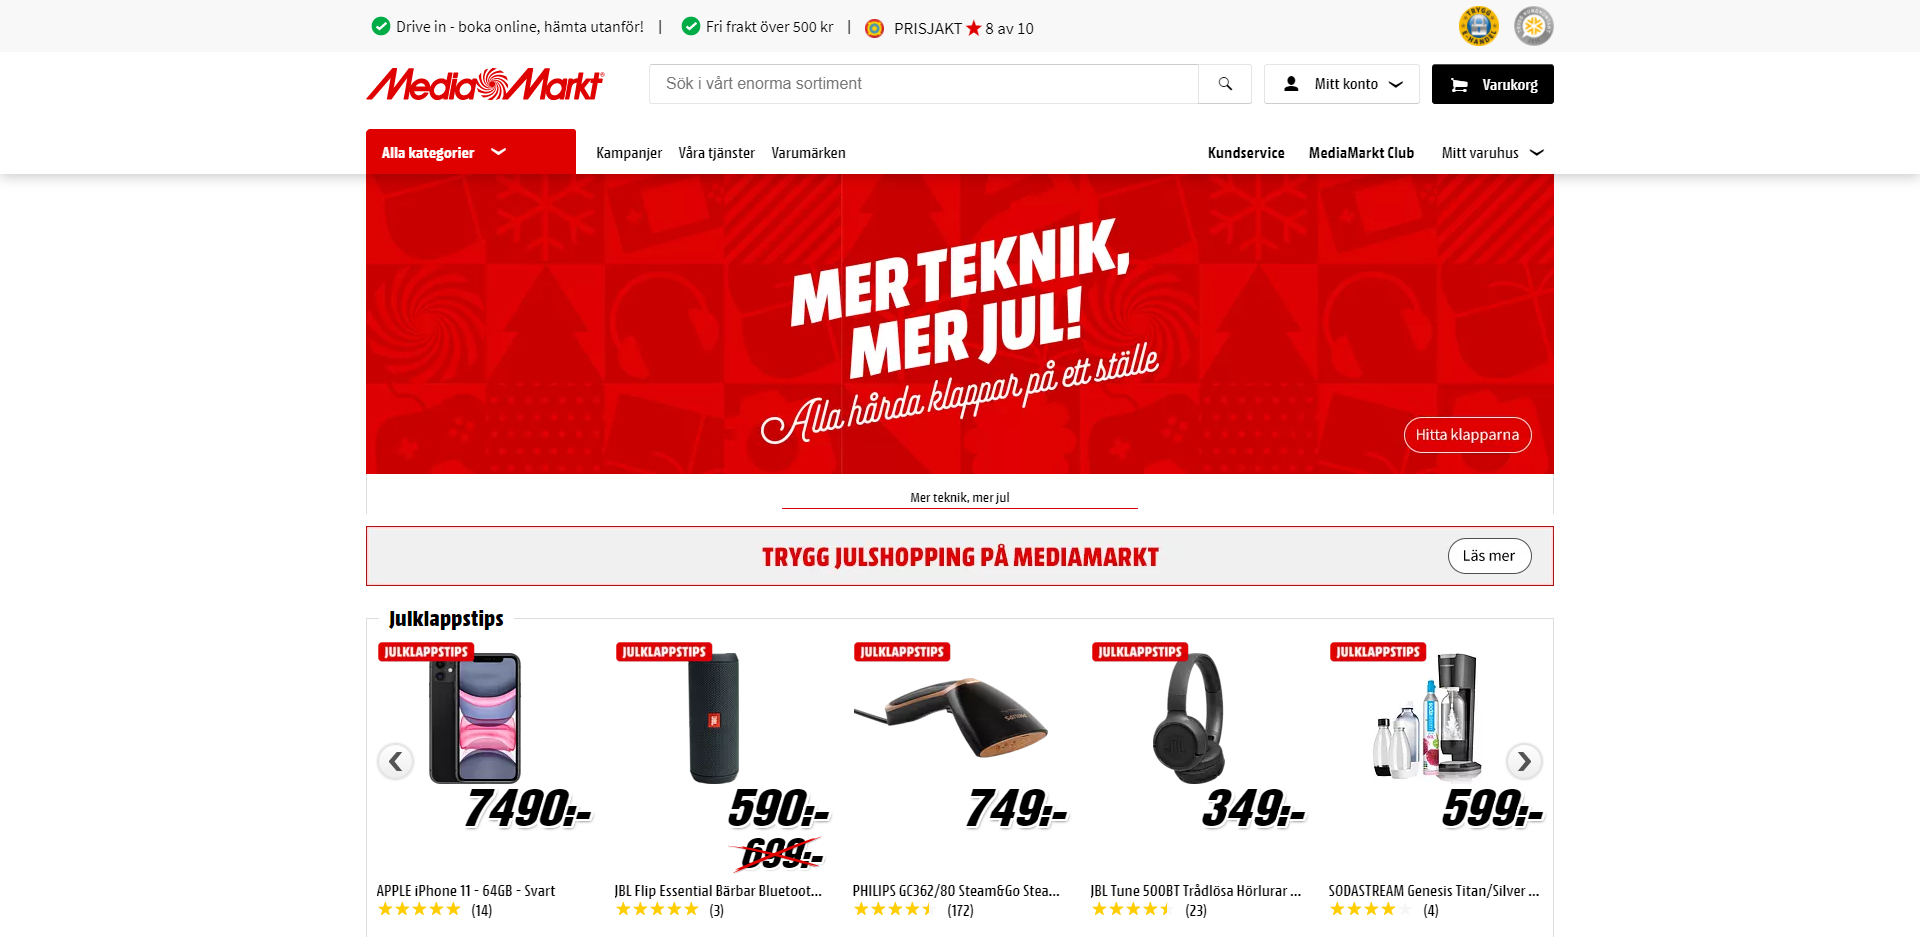 Drive in - boka online, hämta utanför! | Fri frakt över 500 kr | PRISJAKT 8 av 10
TRYGG E-HANDEL
MediaMarkt
Sök i vårt enorma sortiment
Mitt konto
Varukorg
Alla kategorier
Kampanjer
Våra tjänster
Varumärken
Kundservice
MediaMarkt Club
Mitt varuhus
MER TEKNIK,
MER JUL!
Alla hårda klappar på ett ställe
Hitta klapparna
Mer teknik, mer jul
TRYGG JULSHOPPING PÅ MEDIAMARKT
Läs mer
Julklappstips
JULKLAPPSTIPS
7490:-
APPLE iPhone 11 - 64GB - Svart
(14)
JULKLAPPSTIPS
JBL
590:-
699:-
JBL Flip Essential Bärbar Bluetoot...
(3)
JULKLAPPSTIPS
PHILIPS
749:-
PHILIPS GC362/80 Steam&Go Stea...
(172)
JULKLAPPSTIPS
JBL
349:-
JBL Tune 500BT Trådlösa Hörlurar ...
(23)
JULKLAPPSTIPS
599:-
SODASTREAM Genesis Titan/Silver ...
(4)